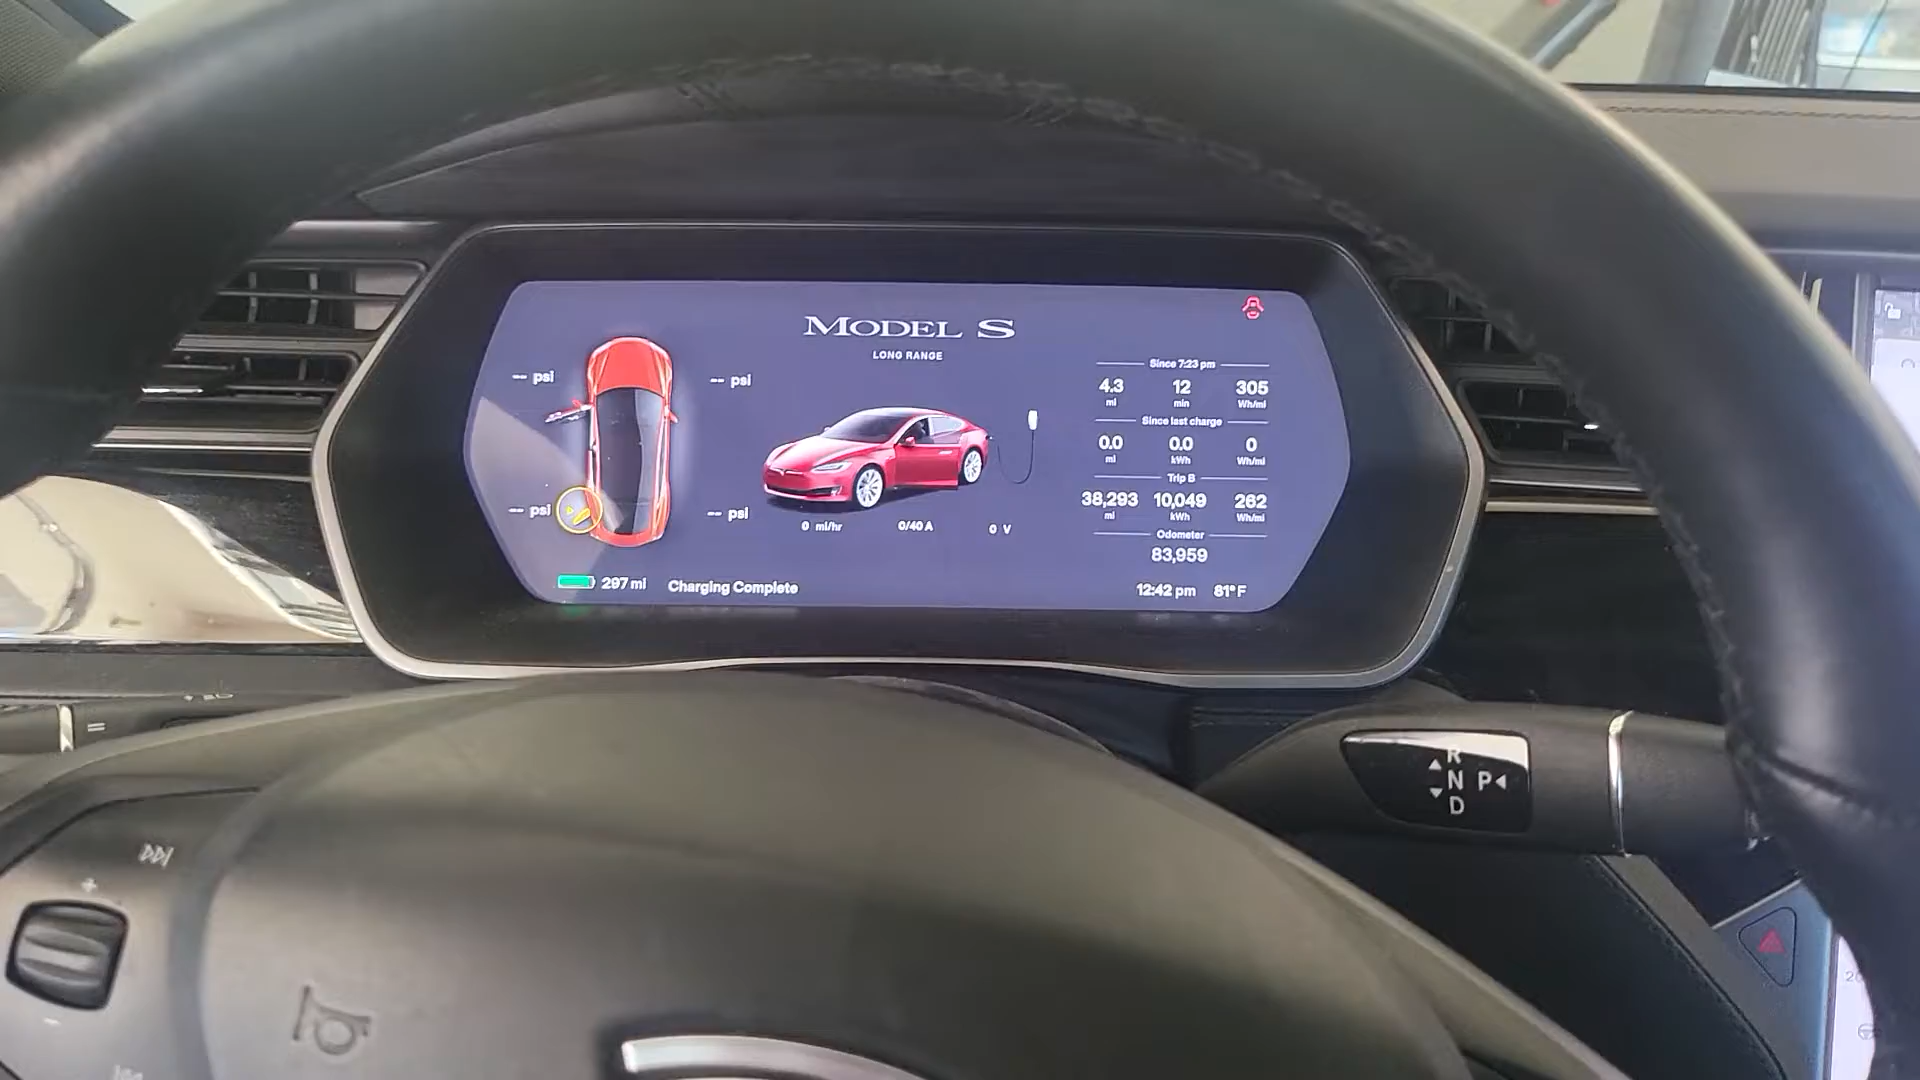 MODEL S
LONG RANGE
-- psi
-- psi
-- psi
-- psi
0 mi/hr
0/40 A
0 V
Since 7:23 pm
4.3 12 305
mi min Wh/mi
Since last charge
0.0 0.0 0
mi kWh Wh/mi
Trip B
38,293 10,049 262
mi kWh Wh/mi
Odometer
83,959
297 mi
Charging Complete
12:42 pm 81°F
R
N P
D